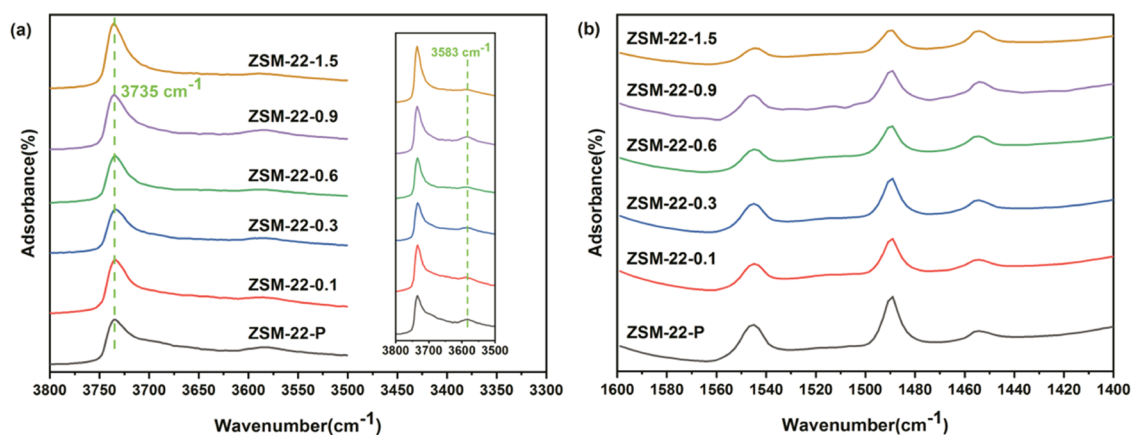 (a)
ZSM-22-1.5
3735 cm-1
ZSM-22-0.9
ZSM-22-0.6
ZSM-22-0.3
ZSM-22-0.1
ZSM-22-P
Adsorbance(%)
3800 3750 3700 3650 3600 3550 3500 3450 3400 3350 3300
Wavenumber(cm-1)
3583 cm-1
3800 3700 3600 3500
(b)
ZSM-22-1.5
ZSM-22-0.9
ZSM-22-0.6
ZSM-22-0.3
ZSM-22-0.1
ZSM-22-P
Adsorbance(%)
1600 1580 1560 1540 1520 1500 1480 1460 1440 1420 1400
Wavenumber(cm-1)